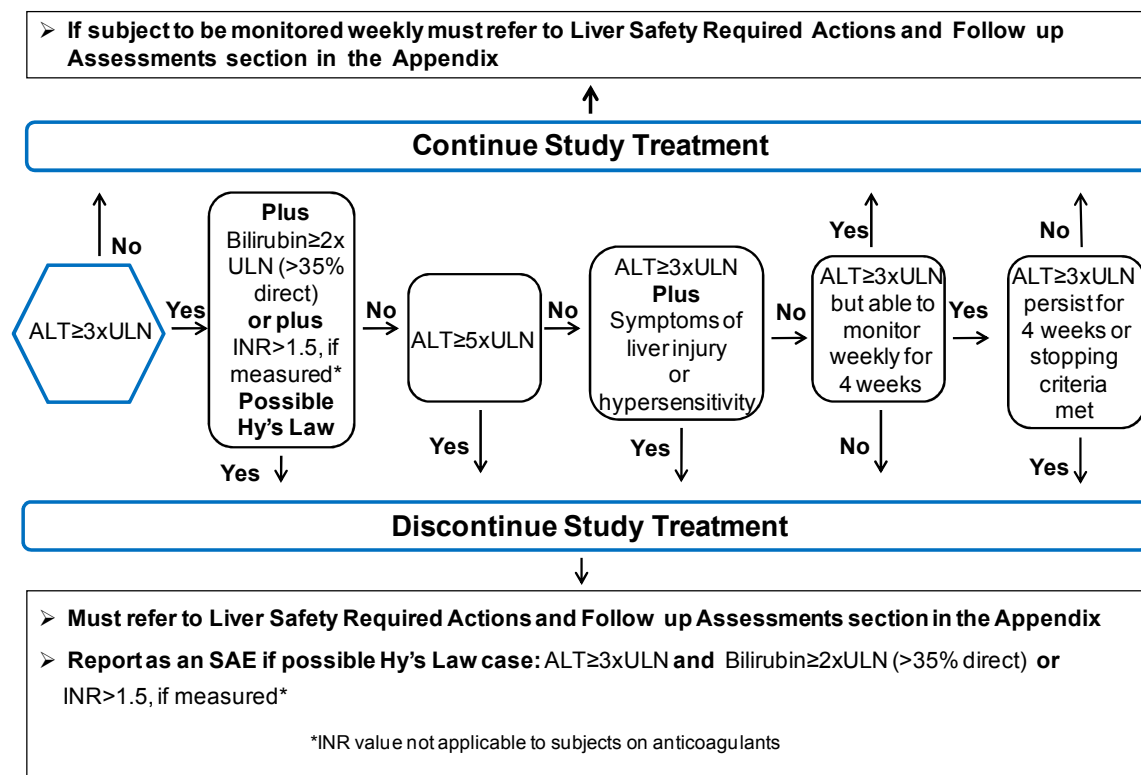 ➢ If subject to be monitored weekly must refer to Liver Safety Required Actions and Follow up
Assessments section in the Appendix
Continue Study Treatment
No
ALT≥3xULN
Yes
Plus
Bilirubin≥2x
ULN (>35%
direct)
or plus
INR>1.5, if
measured*
Possible
Hy's Law
Yes
No
ALT≥5xULN
Yes
No
ALT≥3xULN
Plus
Symptoms of
liver injury
or
hypersensitivity
Yes
No
Yes
ALT≥3xULN
but able to
monitor
weekly for
4 weeks
No
Yes
No
ALT≥3xULN
persist for
4 weeks or
stopping
criteria
met
Yes
Discontinue Study Treatment
➢ Must refer to Liver Safety Required Actions and Follow up Assessments section in the Appendix
➢ Report as an SAE if possible Hy's Law case: ALT≥3xULN and Bilirubin≥2xULN (>35% direct) or
INR>1.5, if measured*
*INR value not applicable to subjects on anticoagulants